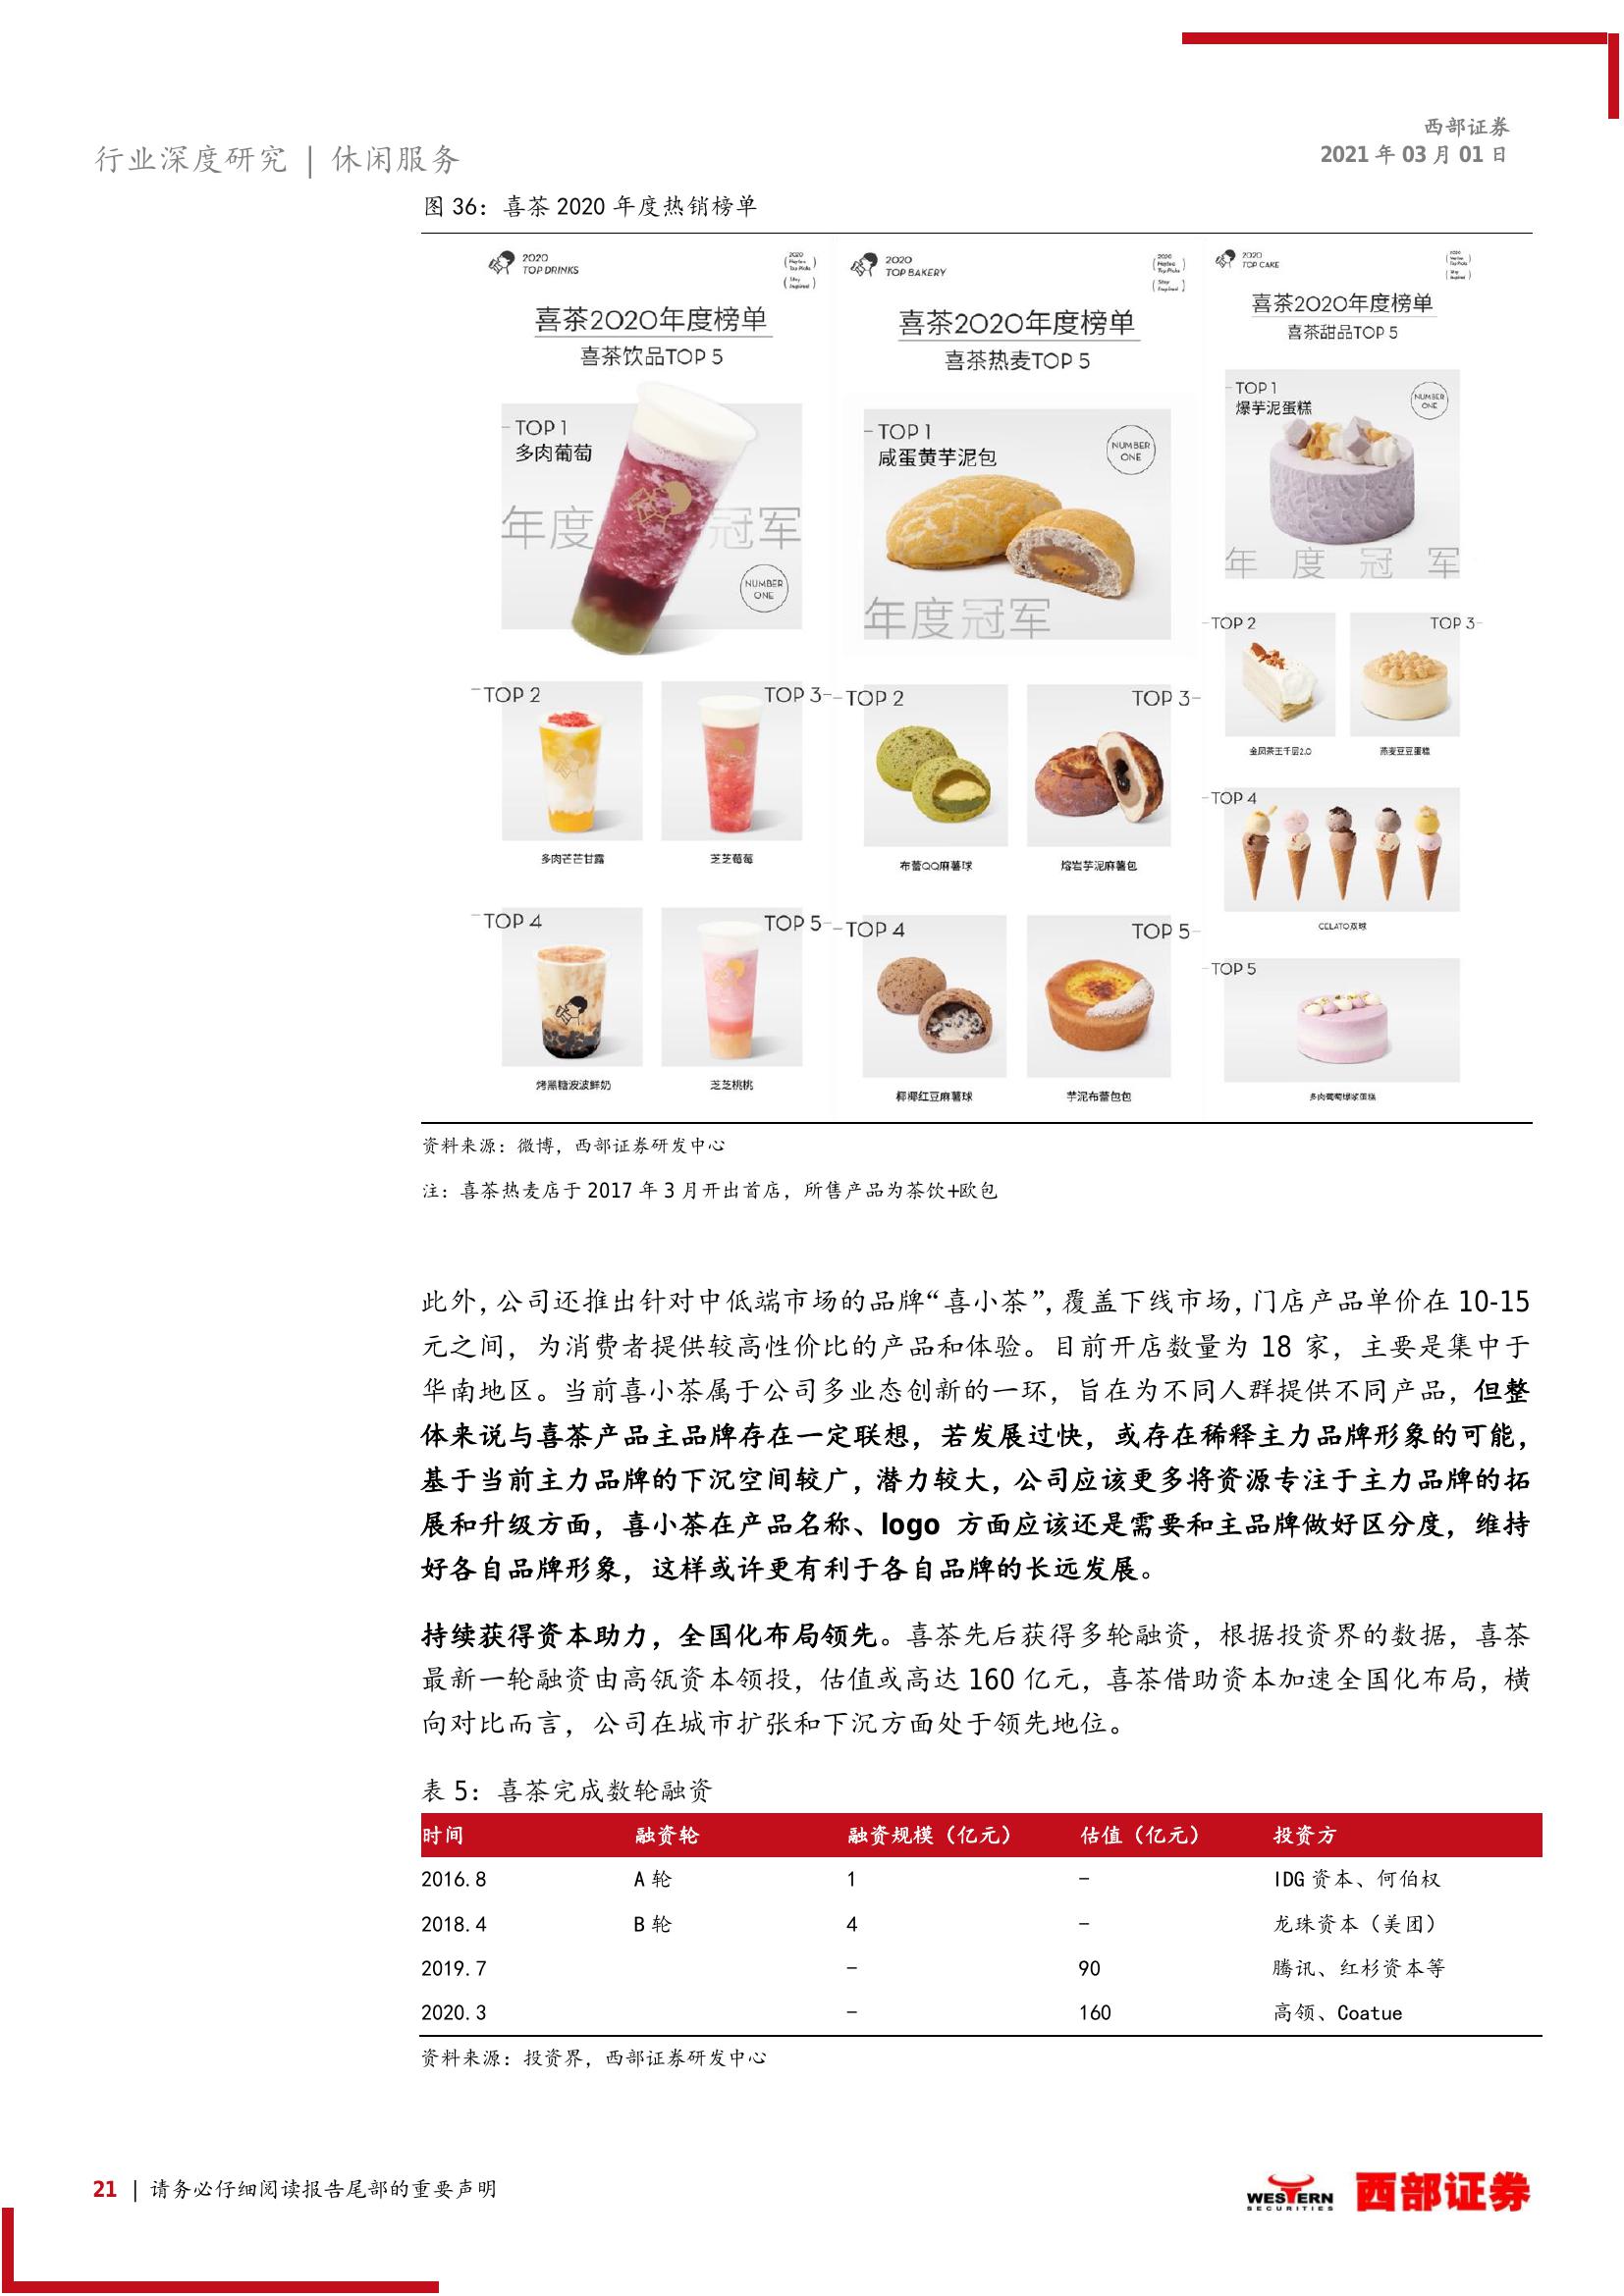 西部证券
行业深度研究 | 休闲服务
2021 年 03 月 01 日
图 36：喜茶 2020 年度热销榜单
2020
TOP DRINKS
喜茶2020年度榜单
喜茶饮品TOP 5
TOP 1
多肉葡萄
年度冠军
NUMBER
ONE
TOP 2
TOP 3
多肉芒芒甘露
芝芝莓莓
TOP 4
TOP 5
烤黑糖波波鲜奶
芝芝桃桃
2020
TOP BAKERY
喜茶2020年度榜单
喜茶热麦TOP 5
TOP 1
咸蛋黄芋泥包
NUMBER
ONE
年度冠军
TOP 2
TOP 3
布蕾QQ麻薯球
熔岩芋泥麻薯包
TOP 4
TOP 5
椰椰红豆麻薯球
芋泥布蕾包包
2020
TOP CAKE
喜茶2020年度榜单
喜茶甜品TOP 5
TOP 1
爆芋泥蛋糕
NUMBER
ONE
年度冠军
TOP 2
TOP 3
金凤茶王千层2.0
燕麦豆豆蛋糕
TOP 4
GELATO双球
TOP 5
多肉葡萄爆浆蛋糕
资料来源：微博，西部证券研发中心
注：喜茶热麦店于 2017 年 3 月开出首店，所售产品为茶饮+欧包
此外，公司还推出针对中低端市场的品牌“喜小茶”，覆盖下线市场，门店产品单价在 10-15
元之间，为消费者提供较高性价比的产品和体验。目前开店数量为 18 家，主要是集中于
华南地区。当前喜小茶属于公司多业态创新的一环，旨在为不同人群提供不同产品，但整
体来说与喜茶产品主品牌存在一定联想，若发展过快，或存在稀释主力品牌形象的可能，
基于当前主力品牌的下沉空间较广，潜力较大，公司应该更多将资源专注于主力品牌的拓
展和升级方面，喜小茶在产品名称、logo 方面应该还是需要和主品牌做好区分度，维持
好各自品牌形象，这样或许更有利于各自品牌的长远发展。
持续获得资本助力，全国化布局领先。喜茶先后获得多轮融资，根据投资界的数据，喜茶
最新一轮融资由高瓴资本领投，估值或高达 160 亿元，喜茶借助资本加速全国化布局，横
向对比而言，公司在城市扩张和下沉方面处于领先地位。
表 5：喜茶完成数轮融资
时间 融资轮 融资规模（亿元） 估值（亿元） 投资方
2016.8 A 轮 1 - IDG 资本、何伯权
2018.4 B 轮 4 - 龙珠资本（美团）
2019.7 - 90 腾讯、红杉资本等
2020.3 - 160 高领、Coatue
资料来源：投资界，西部证券研发中心
21 | 请务必仔细阅读报告尾部的重要声明
WESTERN
SECURITIES
西部证券